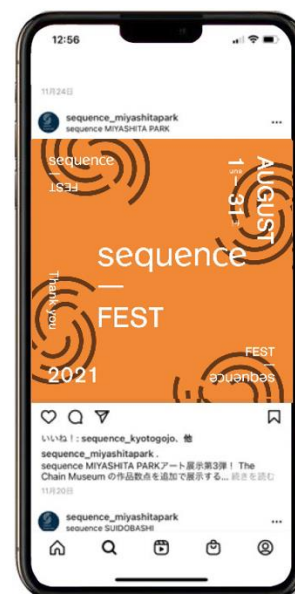 12:56
11月24日
sequence_miyashitapark
sequence MIYASHITA PARK
sequence
FEST
AUGUST
1 – 31
sequence
FEST
Thank you
2021
FEST
sequence
いいね！: sequence_kyotogojo、他
sequence_miyashitapark .
sequence MIYASHITA PARKアート展示第3弾！ The
Chain Museum の作品数点を追加で展示する... 続きを読む
11月20日
sequence_miyashitapark
sequence SUIDOBASHI